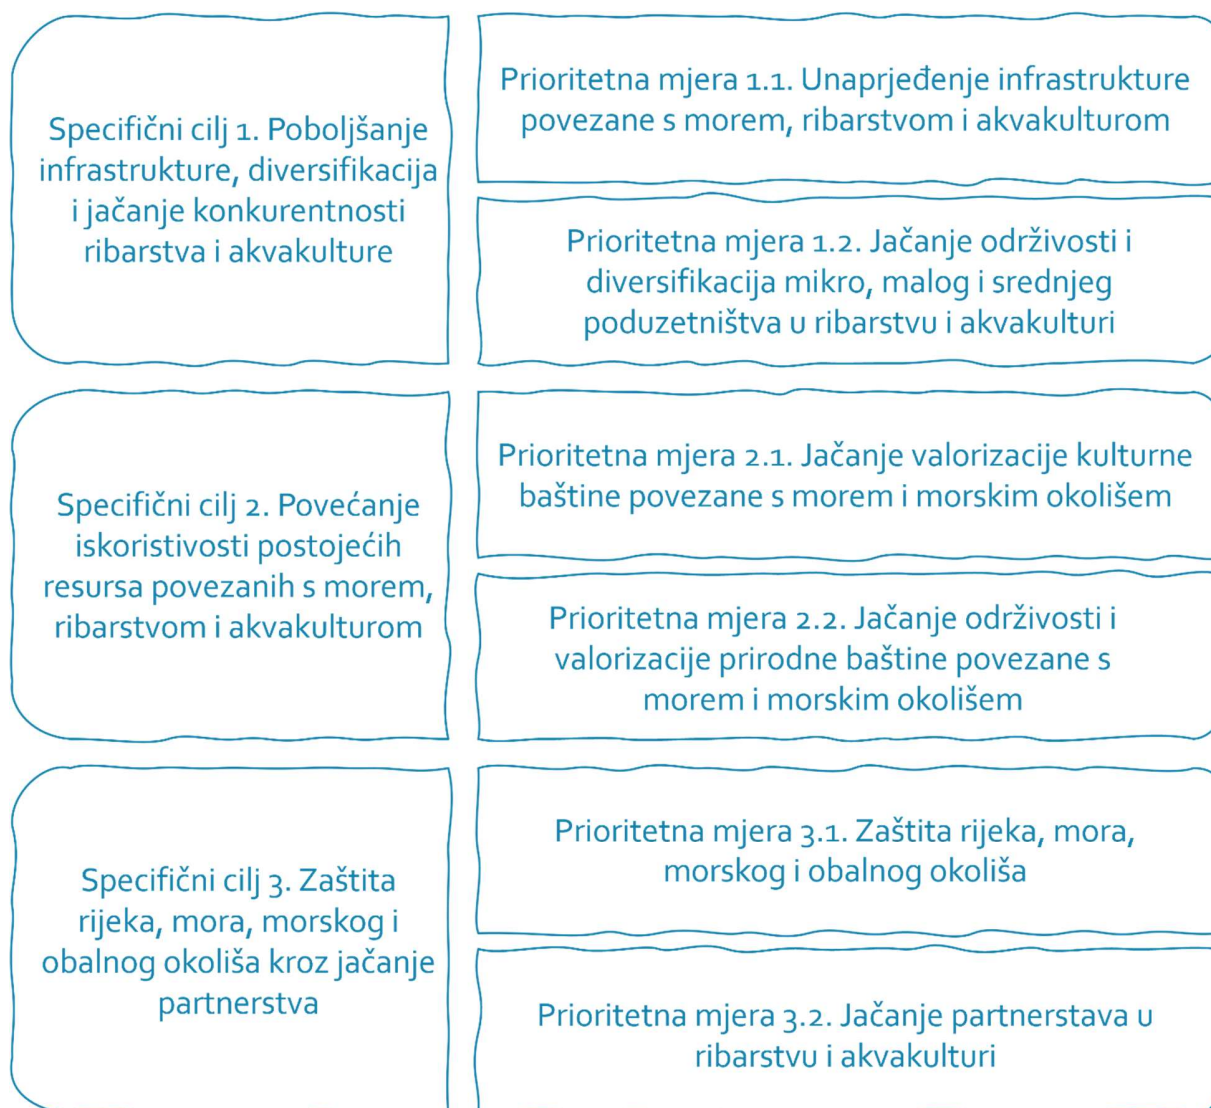 Specifični cilj 1. Poboljšanje
infrastrukture, diversifikacija
i jačanje konkurentnosti
ribarstva i akvakulture
Prioritetna mjera 1.1. Unaprjeđenje infrastrukture
povezane s morem, ribarstvom i akvakulturom
Prioritetna mjera 1.2. Jačanje održivosti i
diversifikacija mikro, malog i srednjeg
poduzetništva u ribarstvu i akvakulturi
Specifični cilj 2. Povećanje
iskoristivosti postojećih
resursa povezanih s morem,
ribarstvom i akvakulturom
Prioritetna mjera 2.1. Jačanje valorizacije kulturne
baštine povezane s morem i morskim okolišem
Prioritetna mjera 2.2. Jačanje održivosti i
valorizacije prirodne baštine povezane s
morem i morskim okolišem
Specifični cilj 3. Zaštita
rijeka, mora, morskog i
obalnog okoliša kroz jačanje
partnerstva
Prioritetna mjera 3.1. Zaštita rijeka, mora,
morskog i obalnog okoliša
Prioritetna mjera 3.2. Jačanje partnerstava u
ribarstvu i akvakulturi